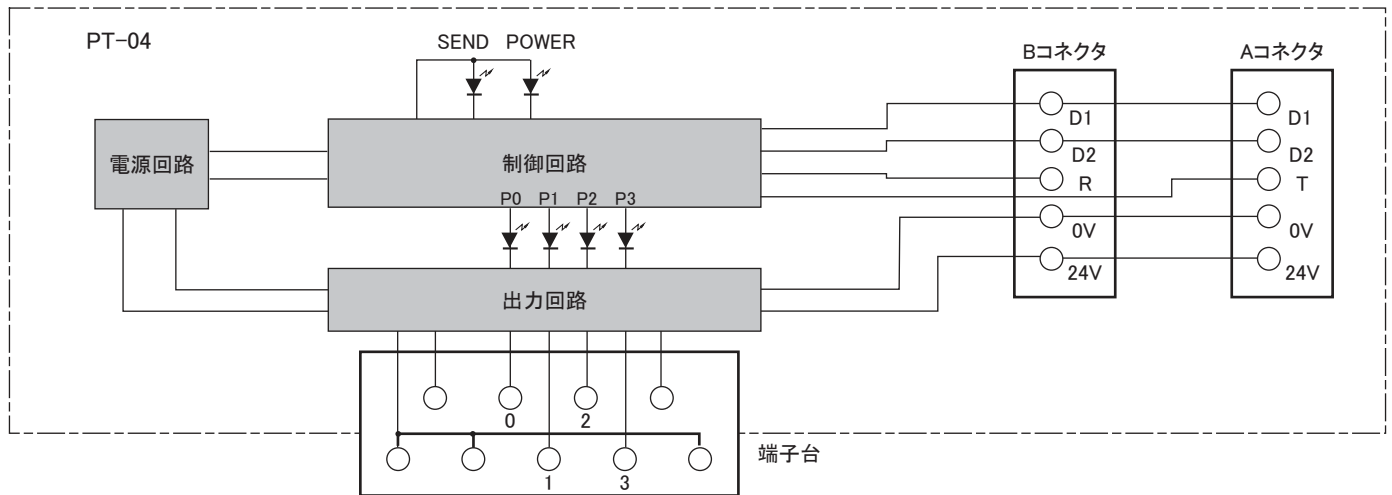 PT-04
SEND POWER
Bコネクタ Aコネクタ
D1 D1
電源回路 制御回路 D2 D2
R T
P0 P1 P2 P3
0V 0V
24V 24V
出力回路
0 2
端子台
1 3